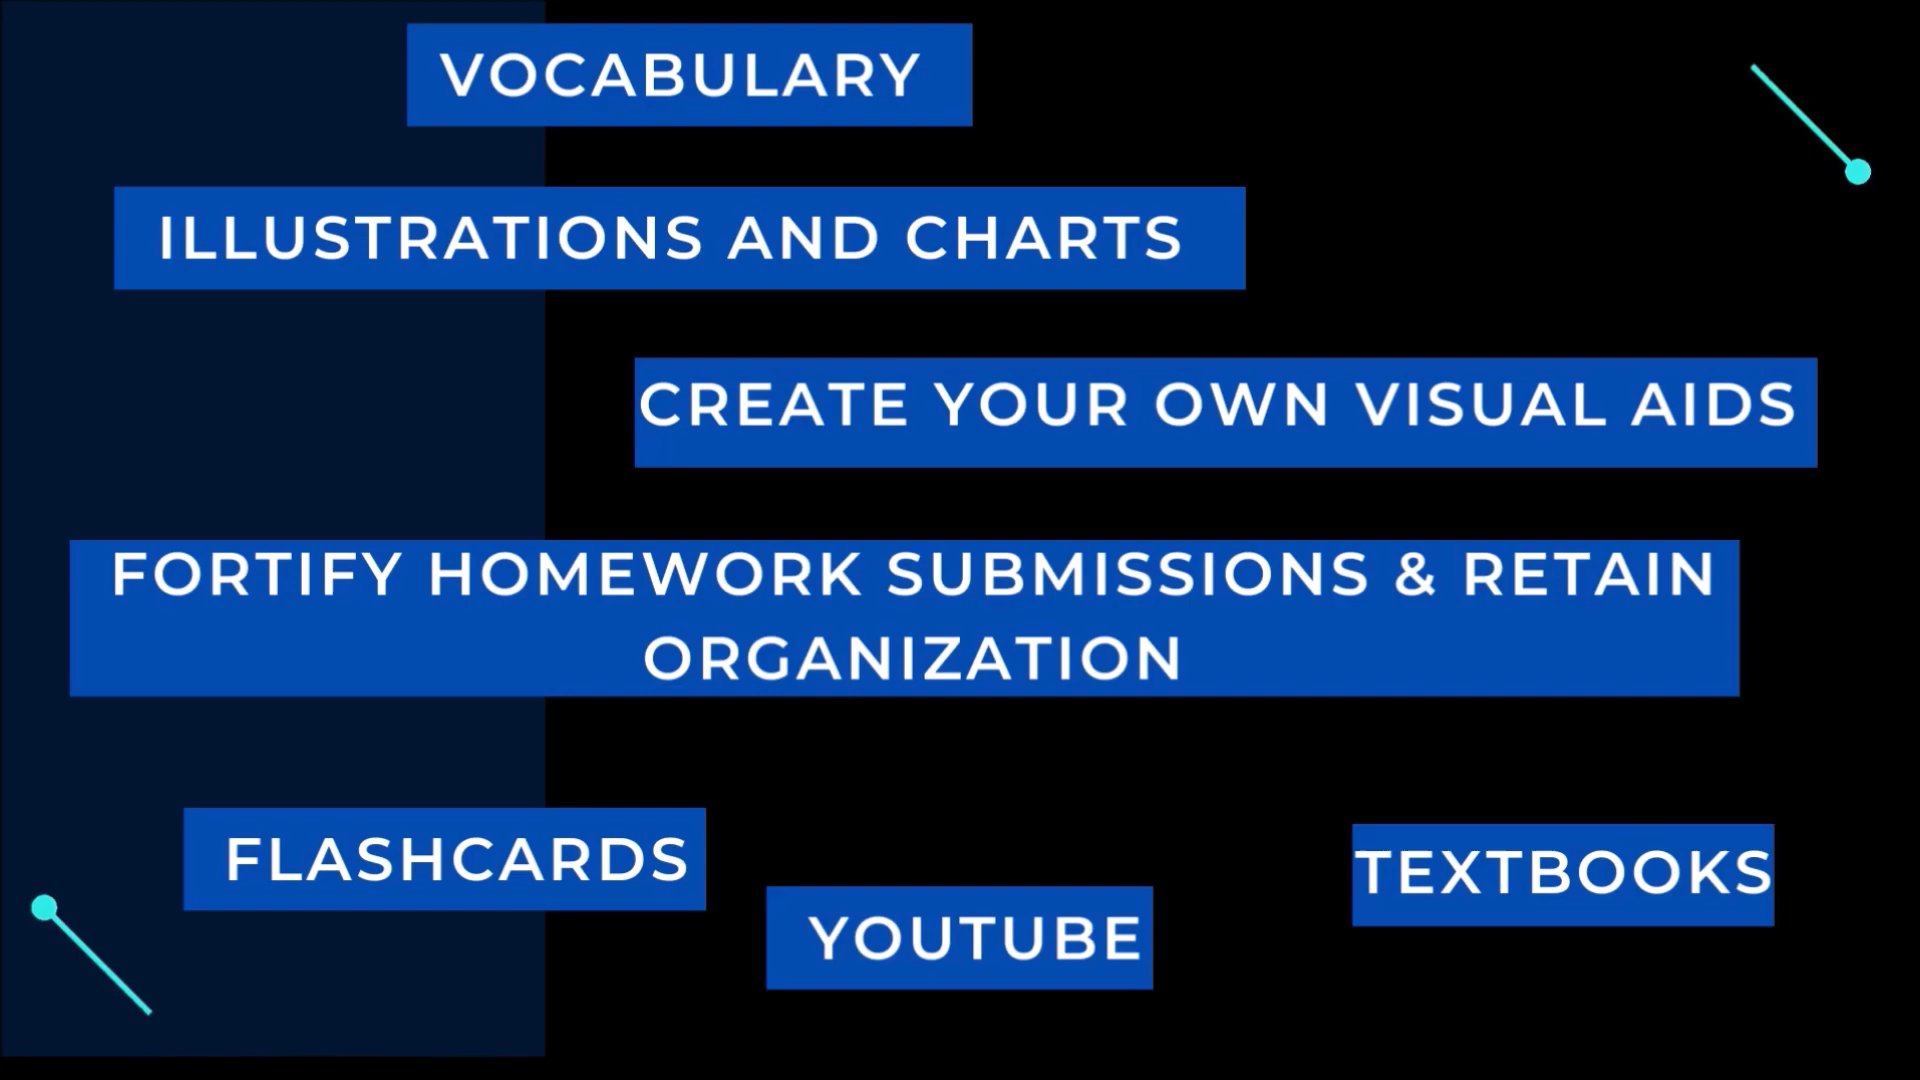 VOCABULARY
ILLUSTRATIONS AND CHARTS
CREATE YOUR OWN VISUAL AIDS
FORTIFY HOMEWORK SUBMISSIONS & RETAIN
ORGANIZATION
FLASHCARDS
YOUTUBE
TEXTBOOKS